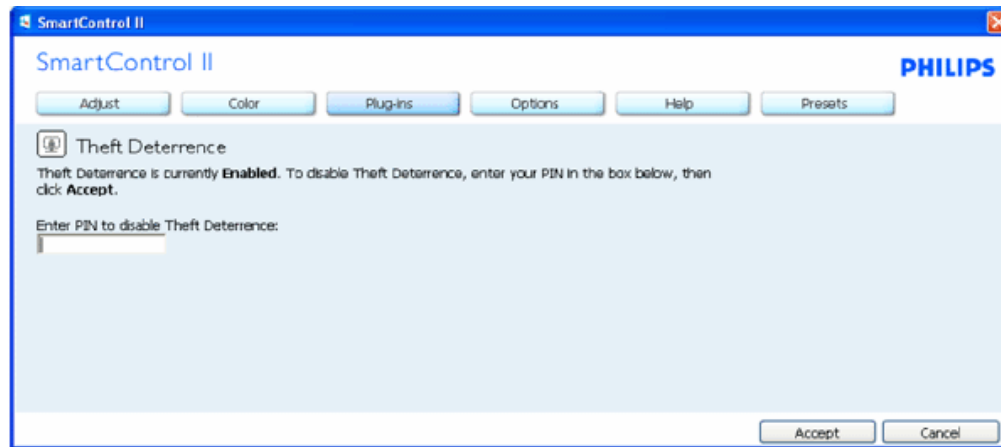 SmartControl II
SmartControl II
PHILIPS
Adjust Color Plug-ins Options Help Presets
Theft Deterrence
Theft Deterrence is currently Enabled. To disable Theft Deterrence, enter your PIN in the box below, then
click Accept.
Enter PIN to disable Theft Deterrence:
Accept Cancel